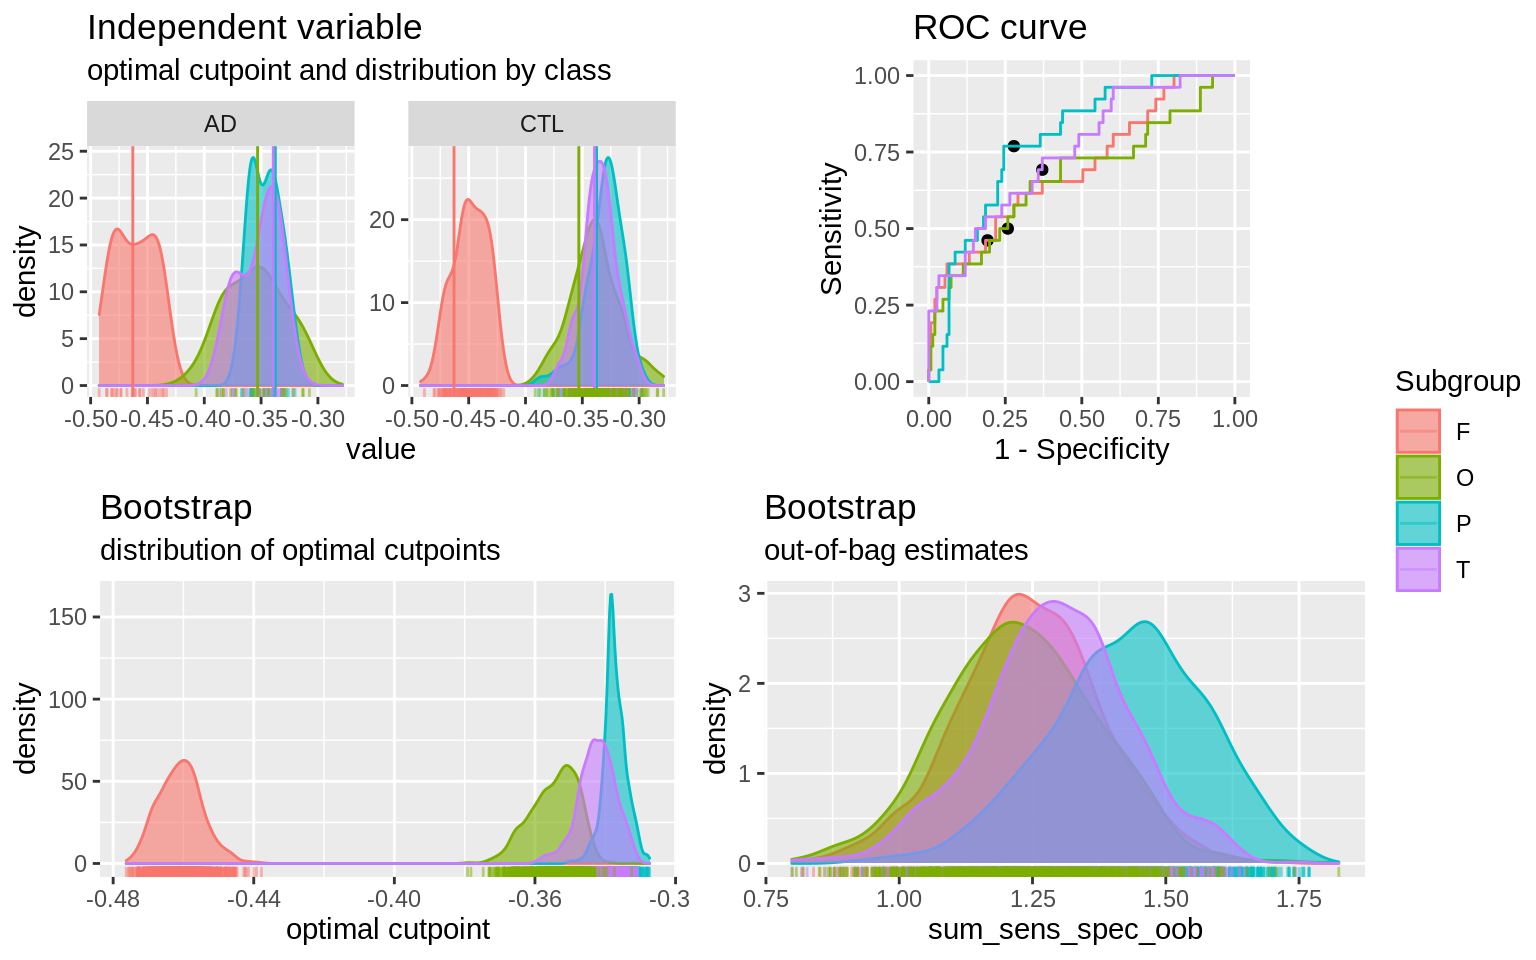 Independent variable
optimal cutpoint and distribution by class
AD
CTL
density
25
20
15
10
5
0
20
10
0
-0.50 -0.45 -0.40 -0.35 -0.30
-0.50 -0.45 -0.40 -0.35 -0.30
value
ROC curve
Sensitivity
1.00
0.75
0.50
0.25
0.00
0.00 0.25 0.50 0.75 1.00
1 - Specificity
Subgroup
F
O
P
T
Bootstrap
distribution of optimal cutpoints
density
150
100
50
0
-0.48 -0.44 -0.40 -0.36 -0.3
optimal cutpoint
Bootstrap
out-of-bag estimates
density
3
2
1
0
0.75 1.00 1.25 1.50 1.75
sum_sens_spec_oob